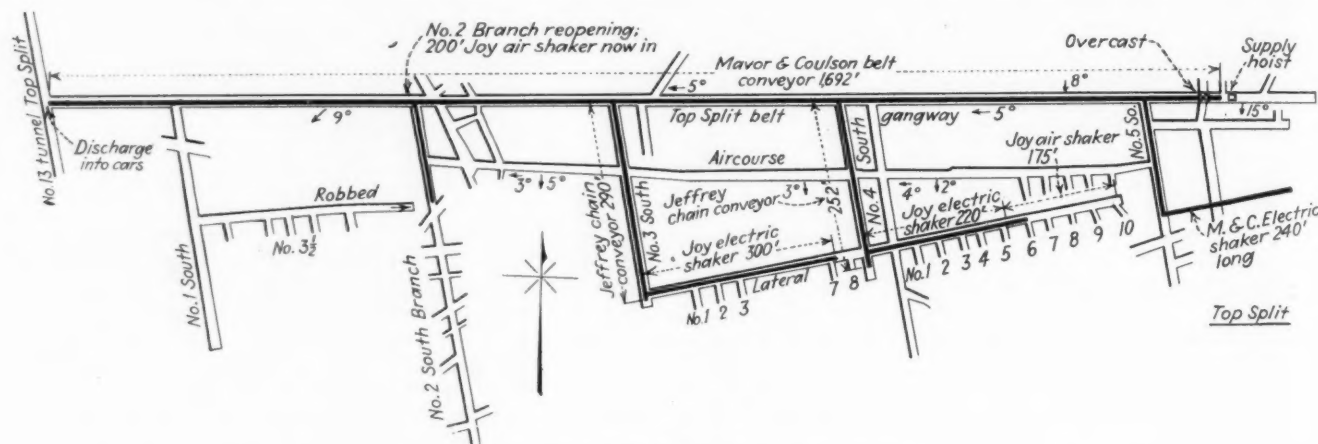 No. 2 Branch reopening;
200' Joy air shaker now in
Overcast
Supply
hoist
Mavor & Coulson belt
conveyor 1,692'
No. 13 tunnel Top Split
5°
8°
15°
9°
Top Split belt
gangway
5°
Discharge
into cars
Aircourse
Joy air shaker
175'
3°
5°
Robbed
No. 3½
No. 1 South
No. 2 South Branch
Jeffrey chain
conveyor 290'
No. 3 South
Jeffrey
chain conveyor
3°
252'
South
No. 4
4°
2°
Joy electric
shaker 220'
No. 5 So.
M. & C. Electric
shaker 240'
long
Joy electric
shaker 300'
Lateral
No. 1 2 3 7 8
No. 1 2 3 4 5 6 7 8 9 10
Top Split